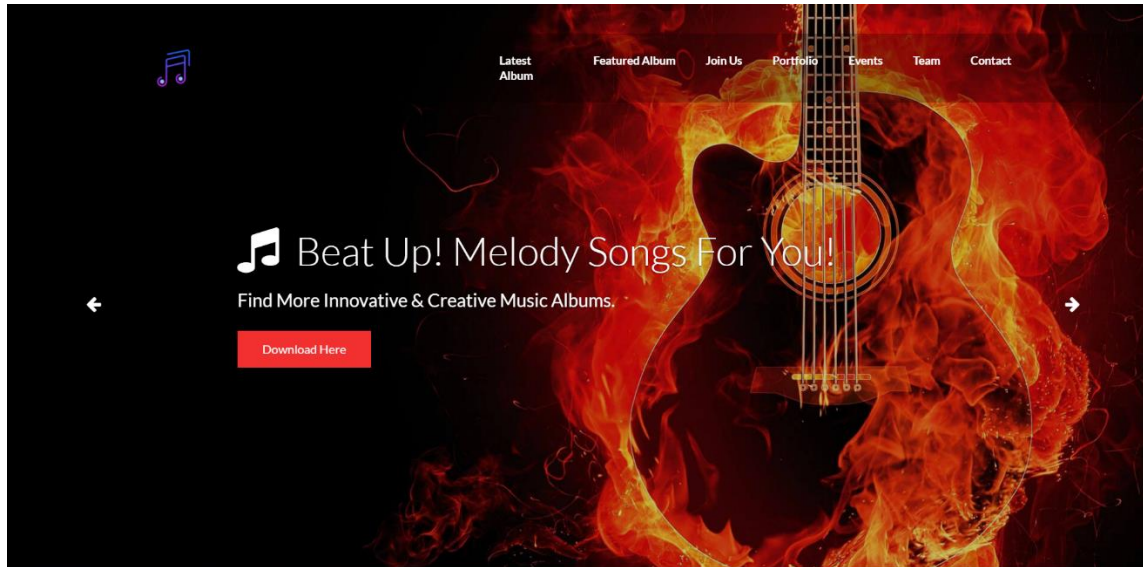 Latest
Album
Featured Album
Join Us
Portfolio
Events
Team
Contact
Beat Up! Melody Songs For You!
Find More Innovative & Creative Music Albums.
Download Here